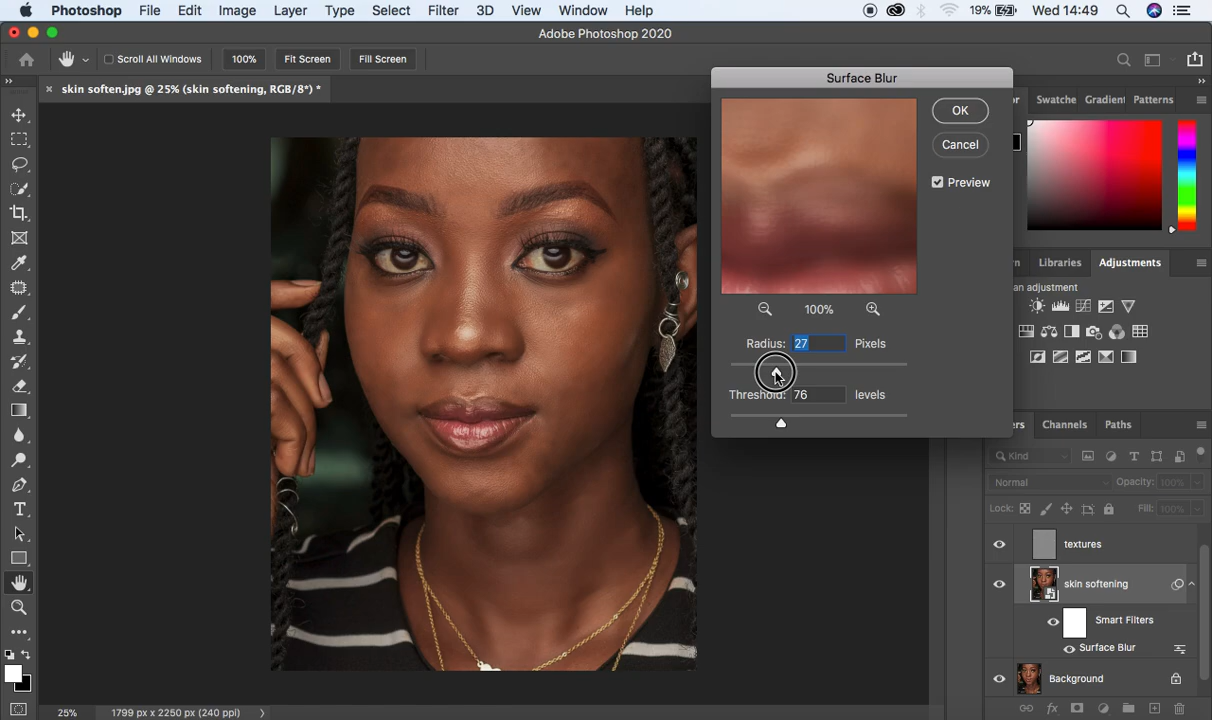 Photoshop File Edit Image Layer Type Select Filter 3D View Window Help 19% Wed 14:49
Adobe Photoshop 2020
Scroll All Windows 100% Fit Screen Fill Screen
skin soften.jpg @ 25% (skin softening, RGB/8*) *
Surface Blur
OK
Cancel
Preview
100%
Radius: 27 Pixels
Threshold: 76 levels
or Swatche Gradien Patterns
n Libraries Adjustments
an adjustment
ers Channels Paths
Kind
Normal Opacity: 100%
Lock: Fill: 100%
textures
skin softening
Smart Filters
Surface Blur
Background
25% 1799 px x 2250 px (240 ppi)